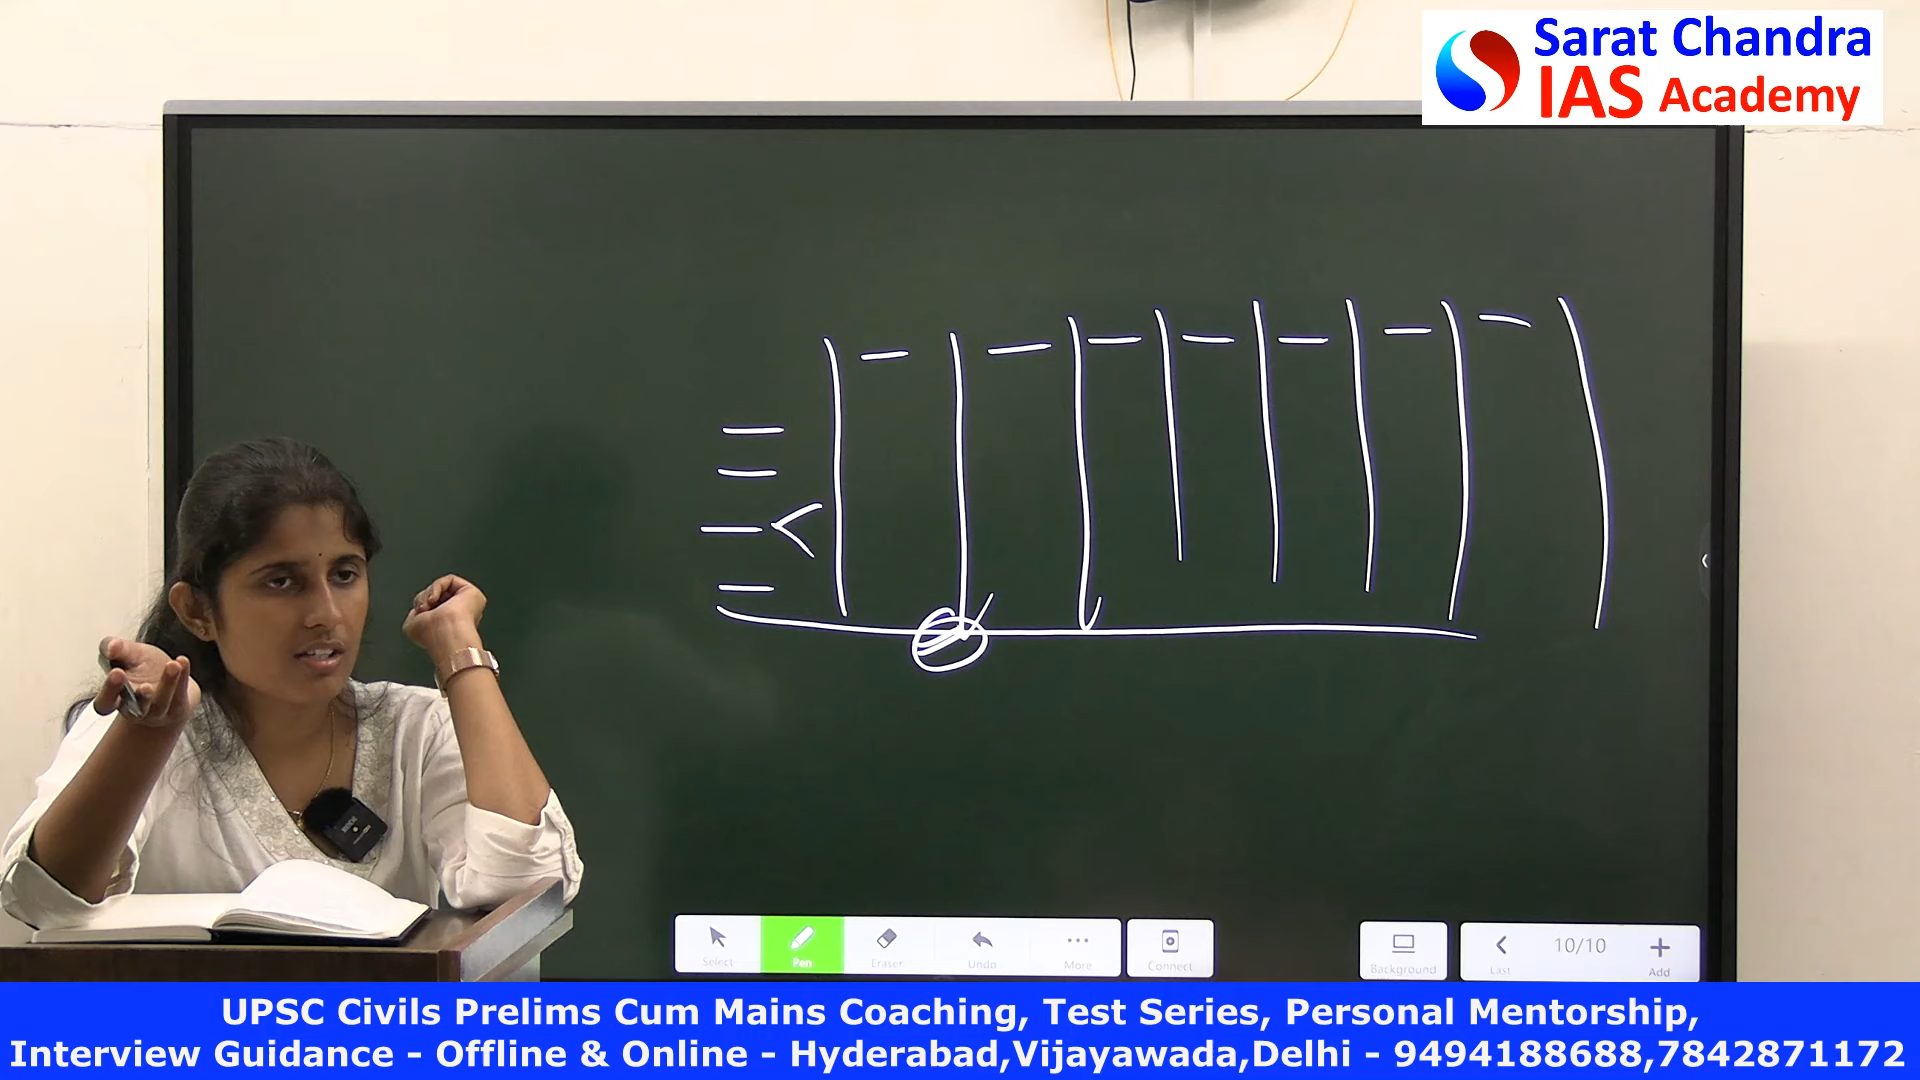 Sarat Chandra
IAS Academy
Select
Pen
Eraser
Undo
More
Connect
Background
Last
10/10
Add
UPSC Civils Prelims Cum Mains Coaching, Test Series, Personal Mentorship,
Interview Guidance - Offline & Online - Hyderabad,Vijayawada,Delhi - 9494188688,7842871172